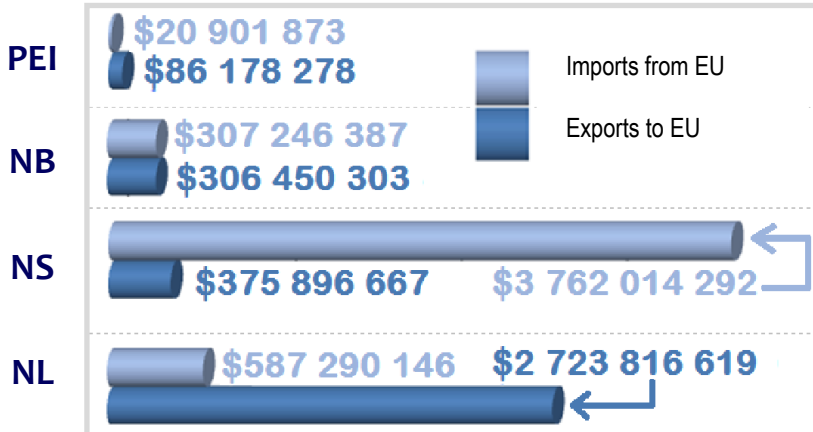 PEI
$20 901 873
$86 178 278
Imports from EU
Exports to EU
NB
$307 246 387
$306 450 303
NS
$375 896 667 $3 762 014 292
NL
$587 290 146 $2 723 816 619